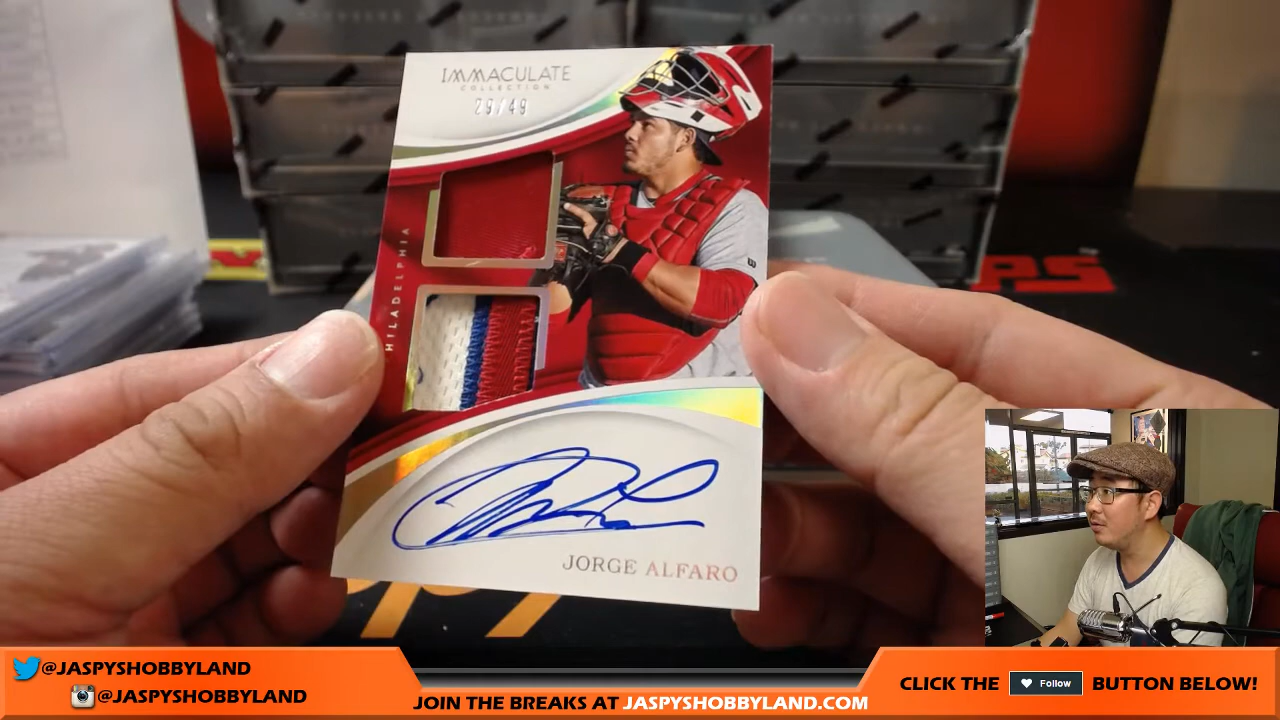 IMMACULATE
COLLECTION
29/49
PHILADELPHIA
JORGE ALFARO
@JASPYSHOBBYLAND
@JASPYSHOBBYLAND
JOIN THE BREAKS AT JASPYSHOBBYLAND.COM
CLICK THE Follow BUTTON BELOW!